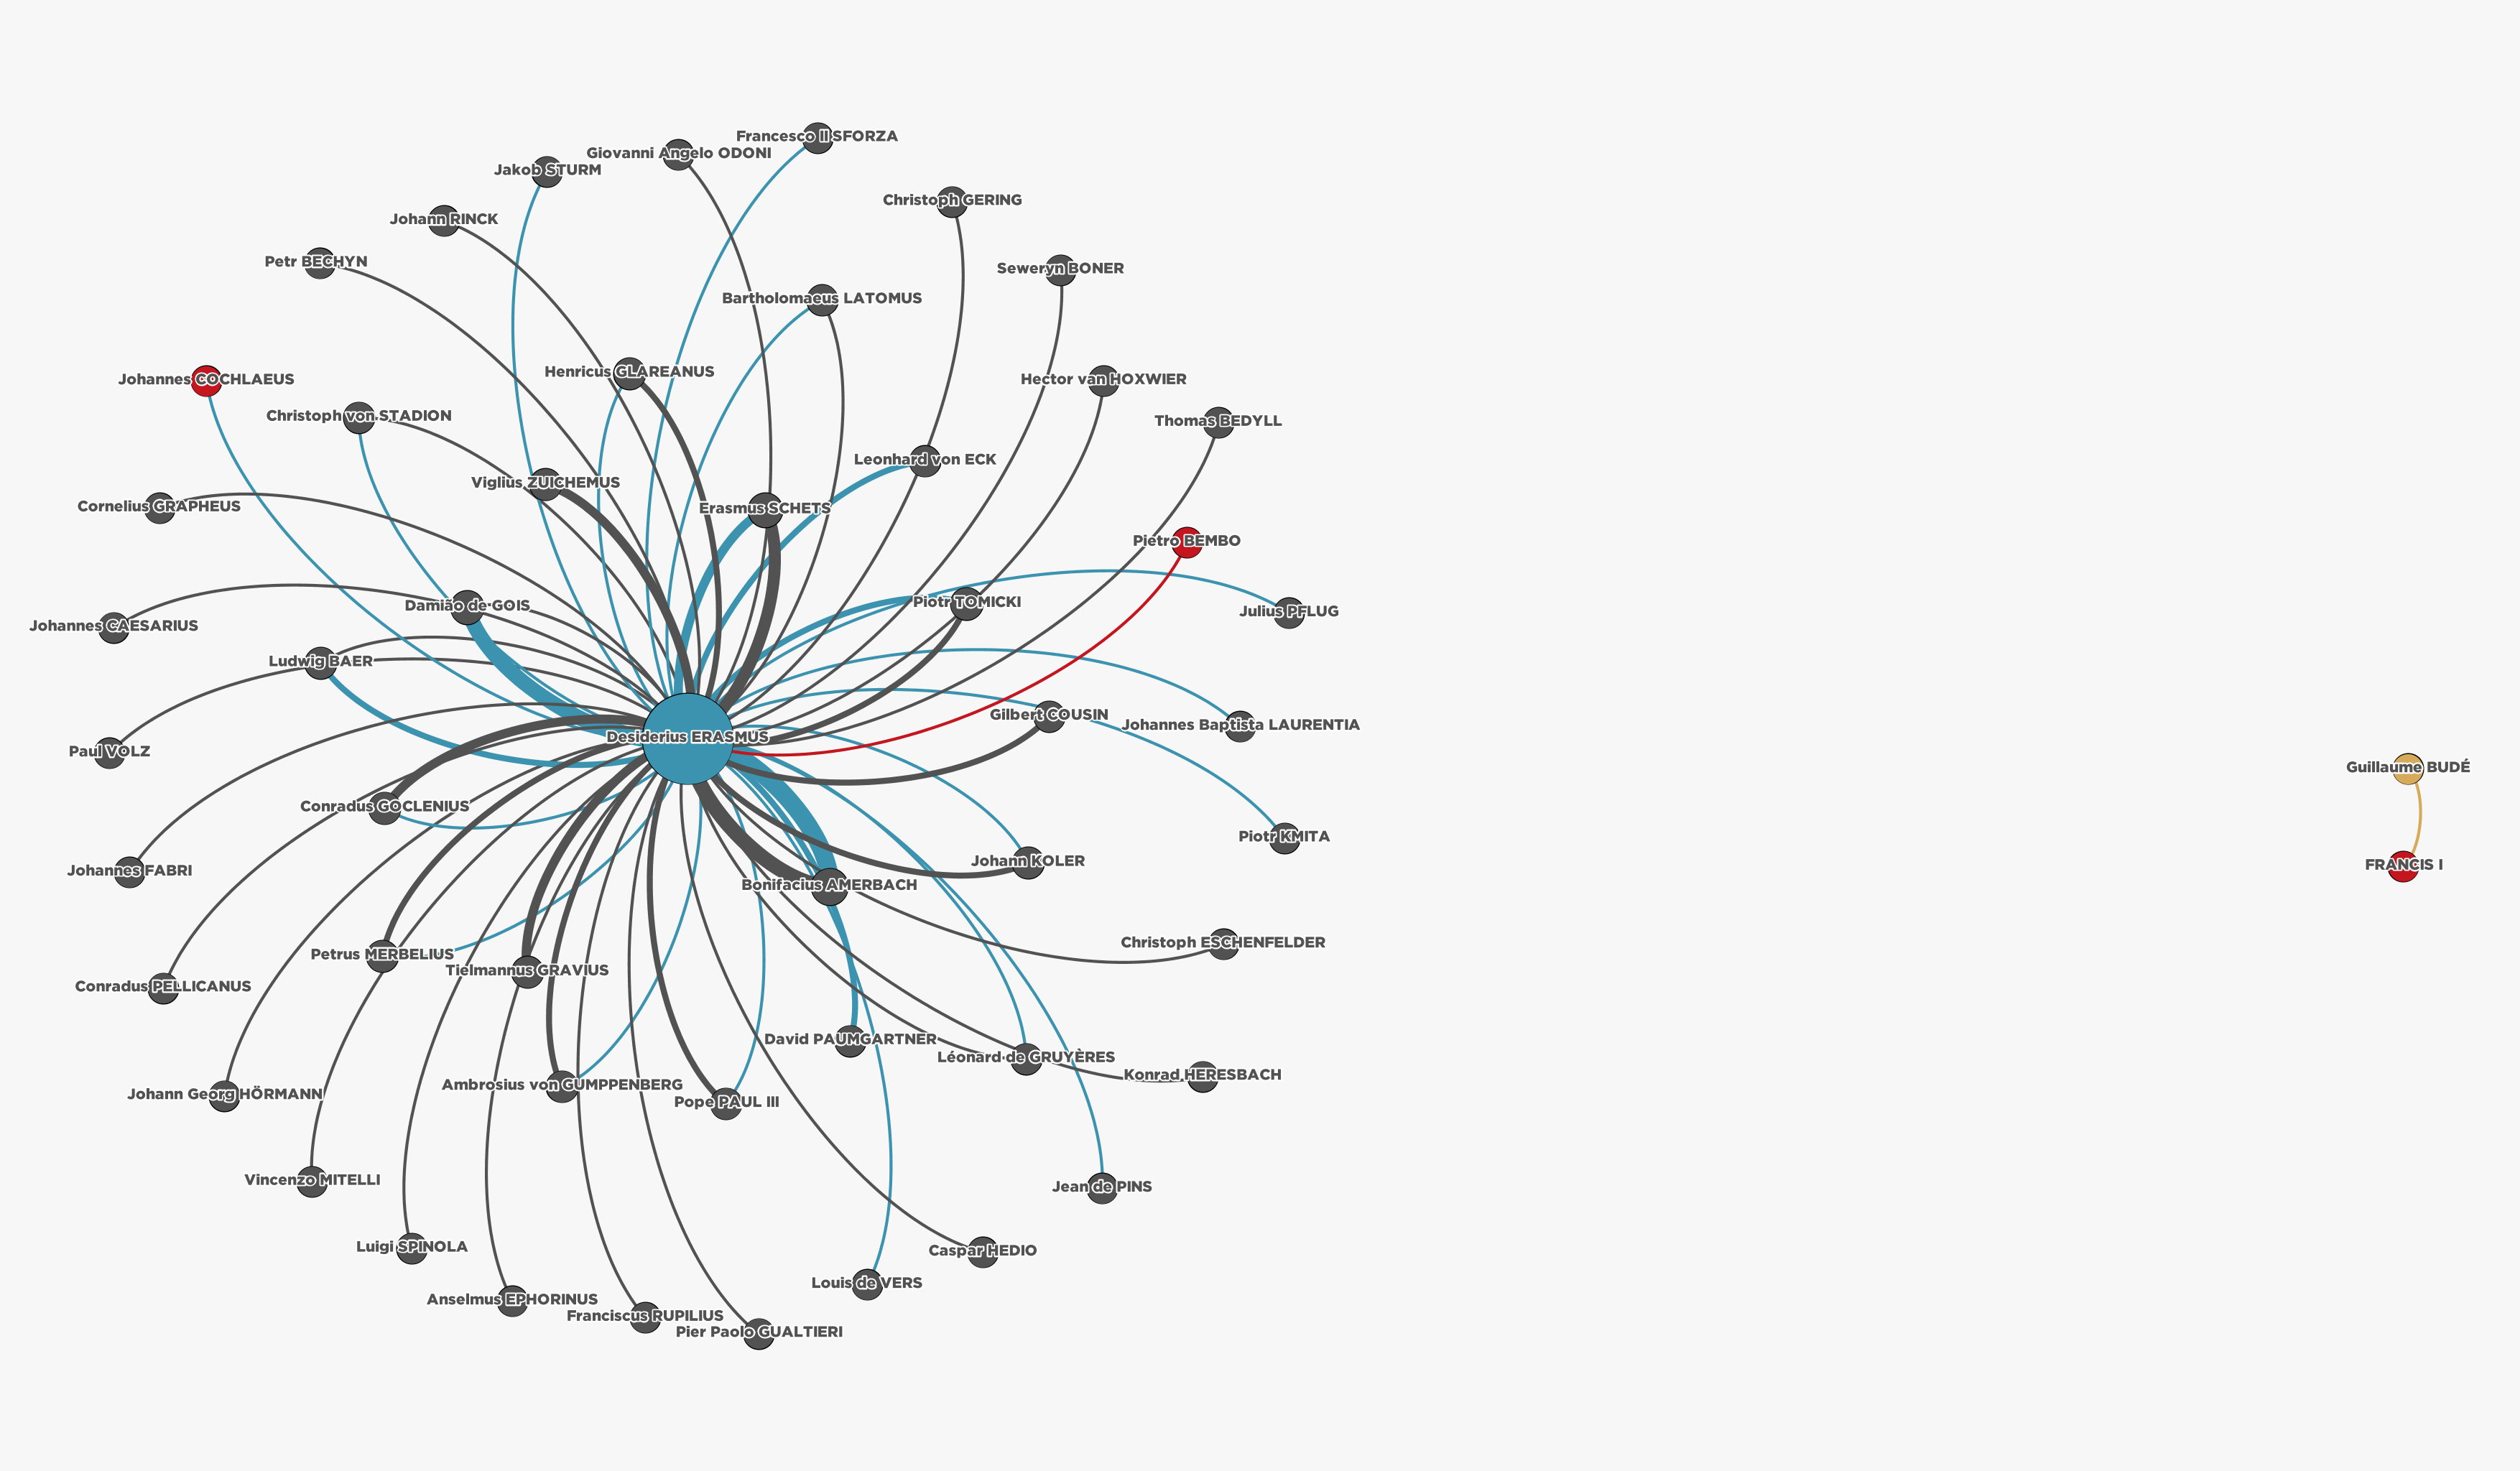 Francesco II SFORZA
Giovanni Angelo ODONI
Jakob STURM
Christoph GERING
Johann RINCK
Petr BECHYN
Seweryn BONER
Bartholomaeus LATOMUS
Henricus GLAREANUS
Johannes COCHLAEUS
Hector van HOXWIER
Christoph von STADION
Thomas BEDYLL
Leonhard von ECK
Viglius ZUICHEMUS
Cornelius GRAPHEUS
Erasmus SCHETS
Pietro BEMBO
Piotr TOMICKI
Damião de GOIS
Julius PFLUG
Johannes CAESARIUS
Ludwig BAER
Gilbert COUSIN
Johannes Baptista LAURENTIA
Desiderius ERASMUS
Paul VOLZ
Guillaume BUDÉ
Conradus GOCLENIUS
Piotr KMITA
Johann KOLER
FRANCIS I
Johannes FABRI
Bonifacius AMERBACH
Christoph ESCHENFELDER
Petrus MERBELIUS
Tielmannus GRAVIUS
Conradus PELLICANUS
David PAUMGARTNER
Léonard de GRUYÈRES
Konrad HERESBACH
Ambrosius von GUMPPENBERG
Johann Georg HÖRMANN
Pope PAUL III
Vincenzo MITELLI
Jean de PINS
Luigi SPINOLA
Caspar HEDIO
Louis de VERS
Anselmus EPHORINUS
Franciscus RUPILIUS
Pier Paolo GUALTIERI